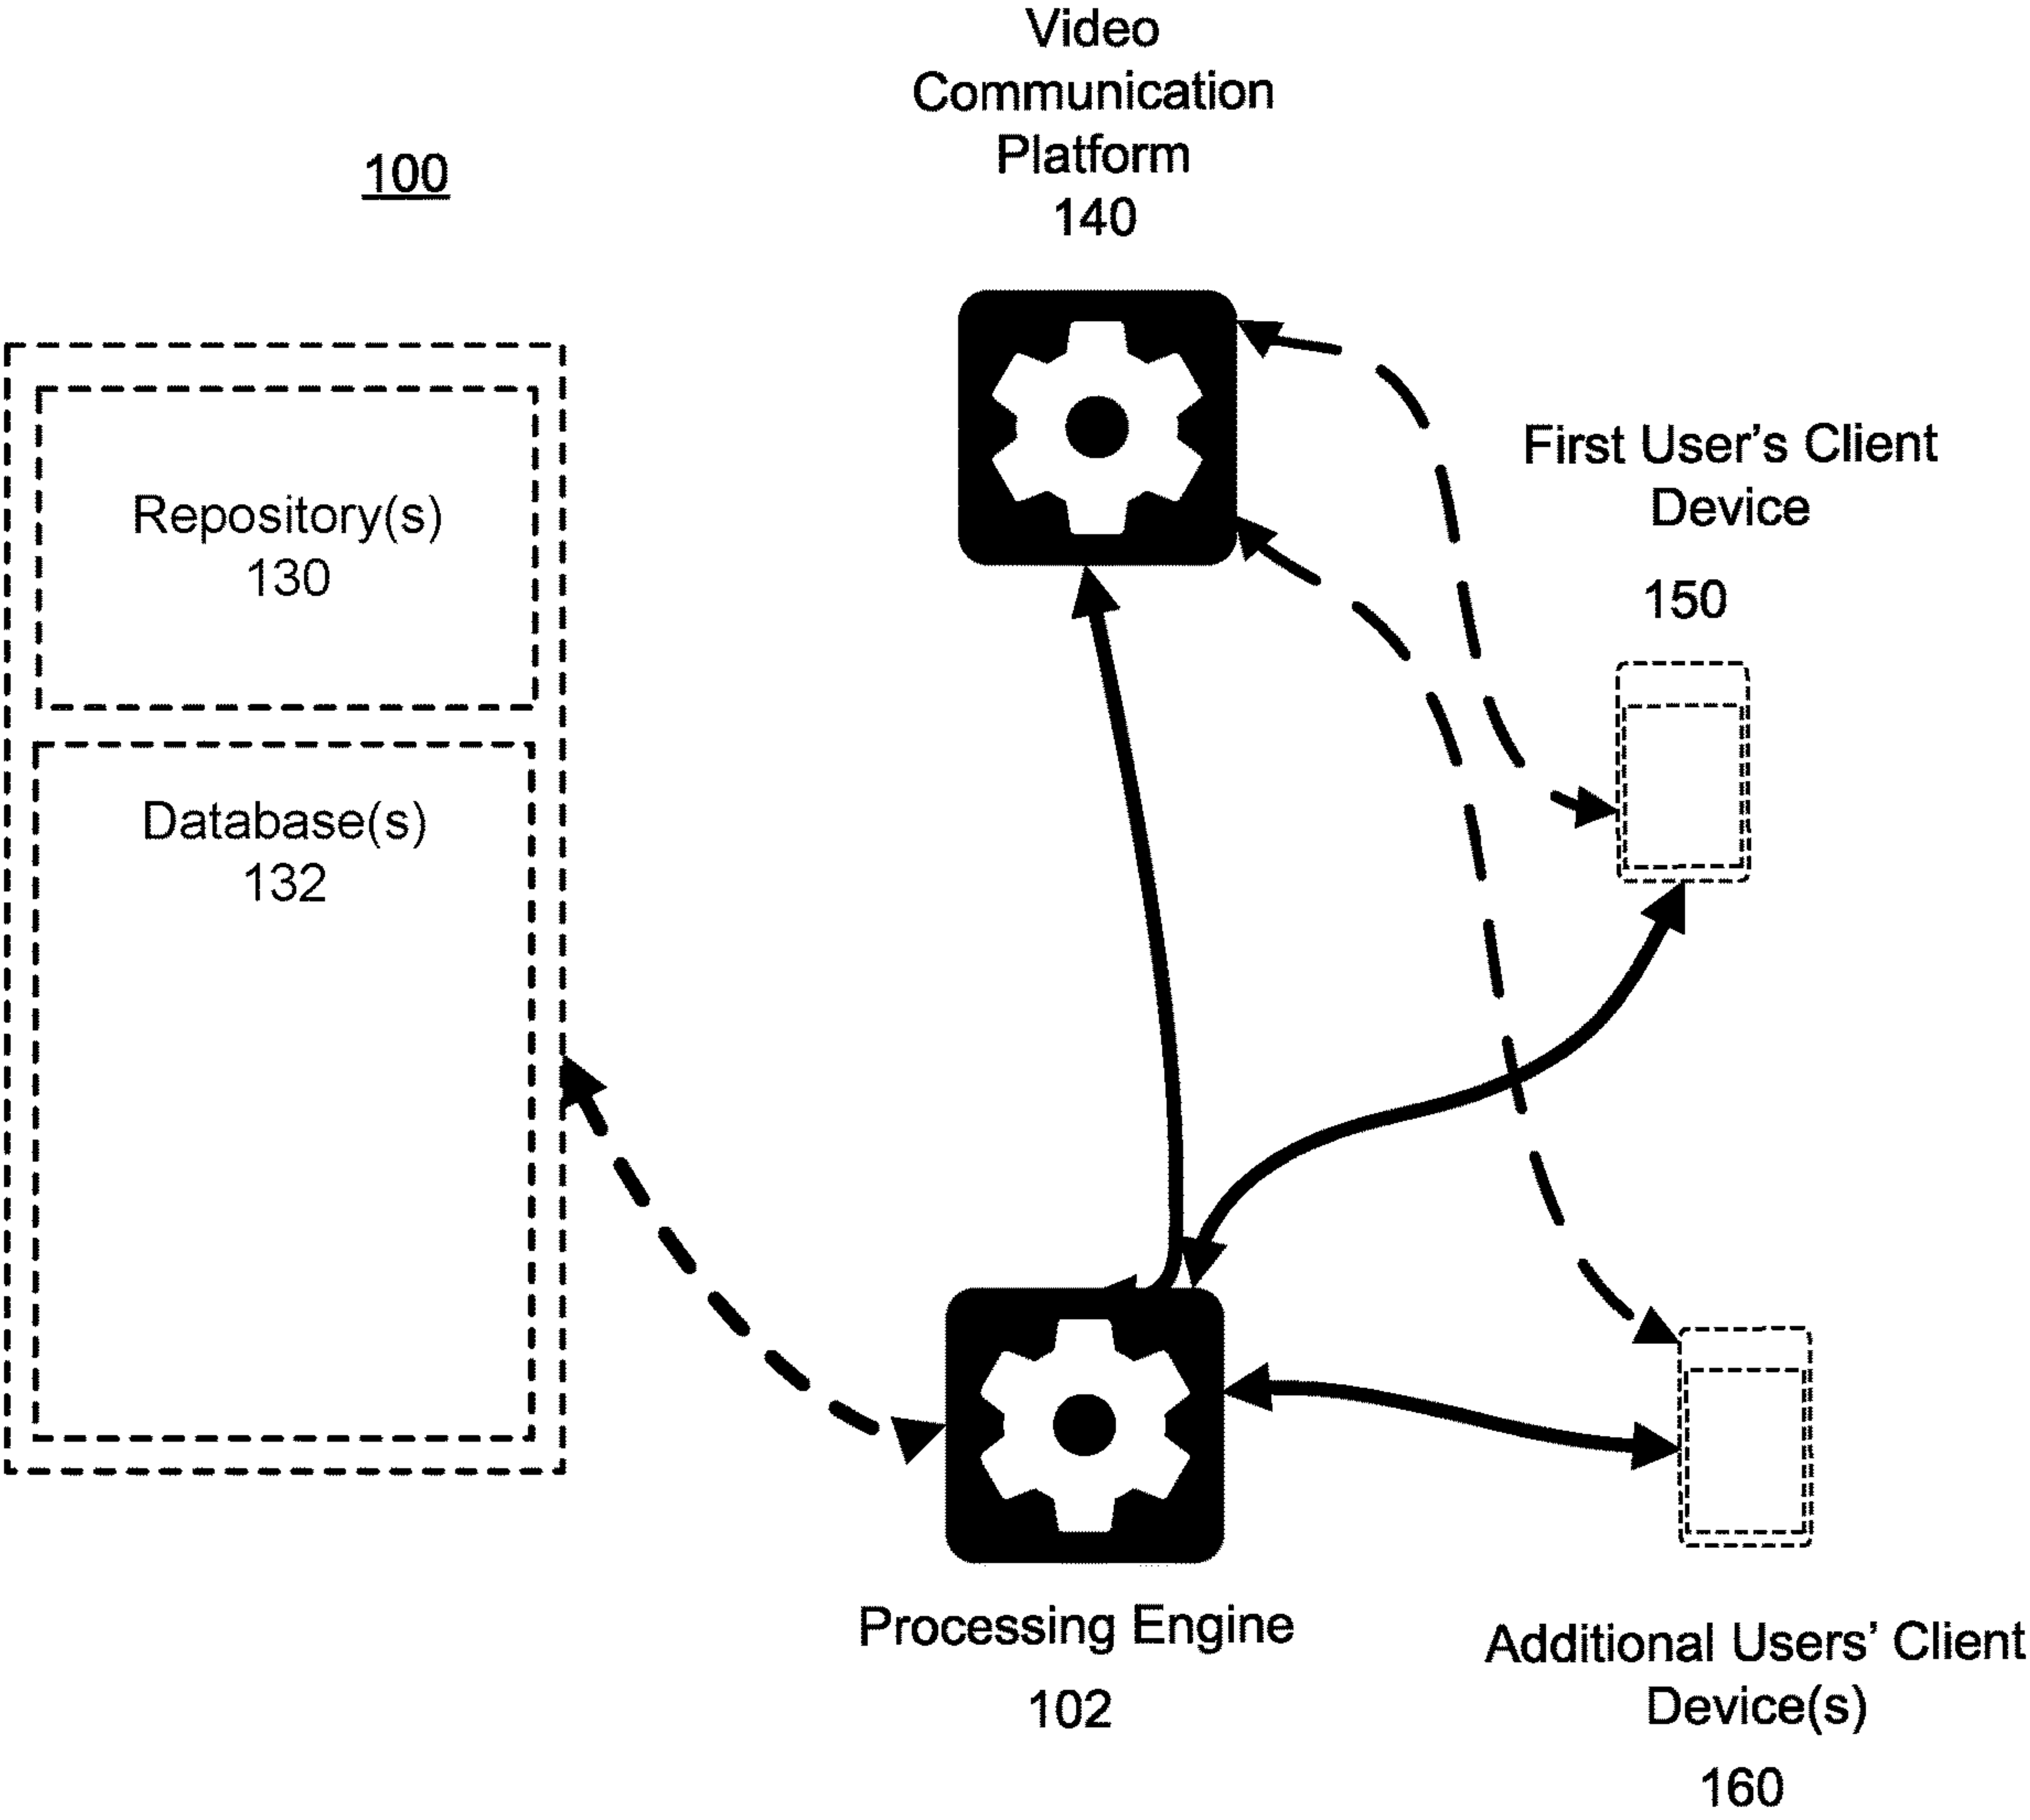 Video
Communication
Platform
140
100
First User's Client
Device
150
Repository(s)
130
Database(s)
132
Processing Engine
102
Additional Users' Client
Device(s)
160